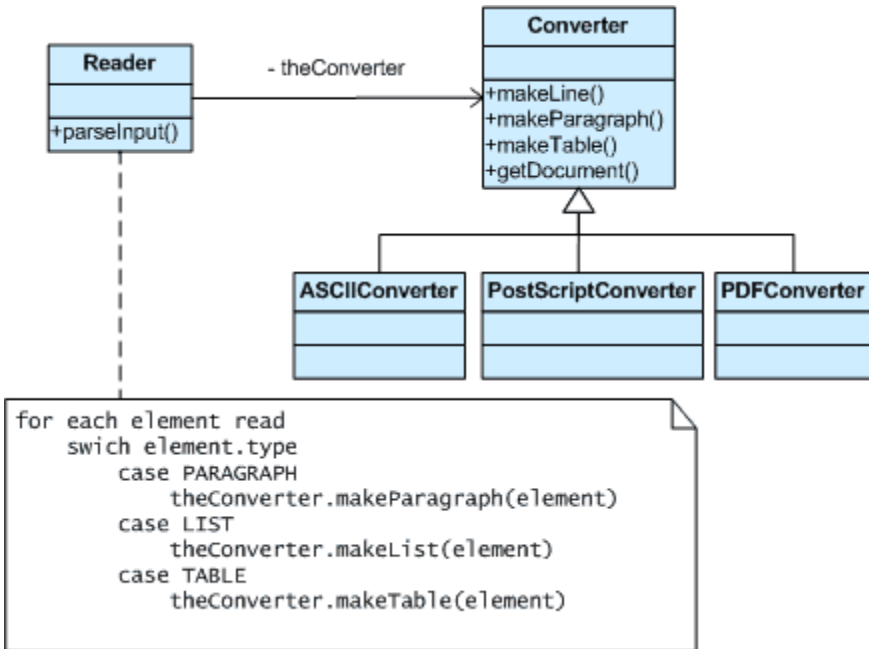 Converter
Reader
- theConverter
+makeLine()
+makeParagraph()
+parseInput()
+makeTable()
+getDocument()
ASCIIConverter
PostScriptConverter
PDFConverter
for each element read
swich element.type
case PARAGRAPH
theConverter.makeParagraph(element)
case LIST
theConverter.makeList(element)
case TABLE
theConverter.makeTable(element)